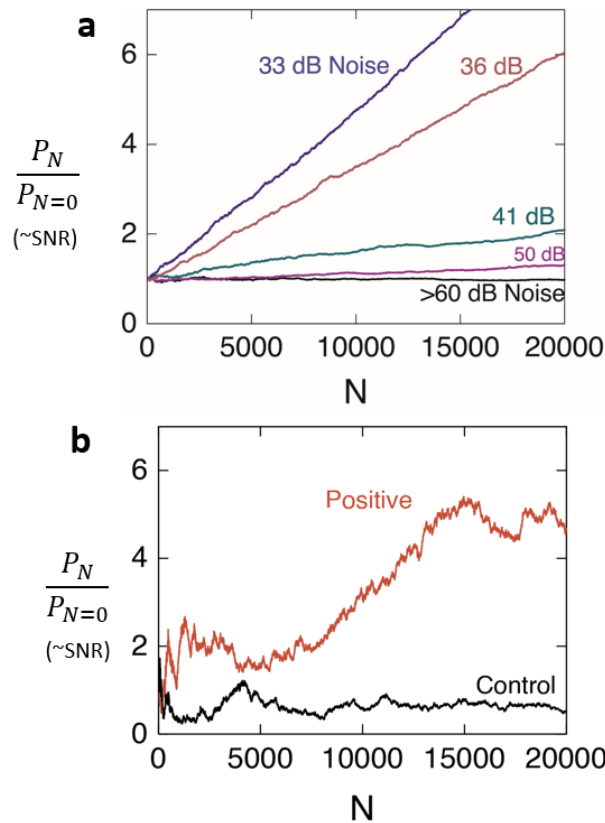 a
6
4
2
0
33 dB Noise
36 dB
41 dB
50 dB
>60 dB Noise
P_N
P_{N=0}
(~SNR)
0 5000 10000 15000 20000
N
b
6
4
2
0
Positive
Control
P_N
P_{N=0}
(~SNR)
0 5000 10000 15000 20000
N